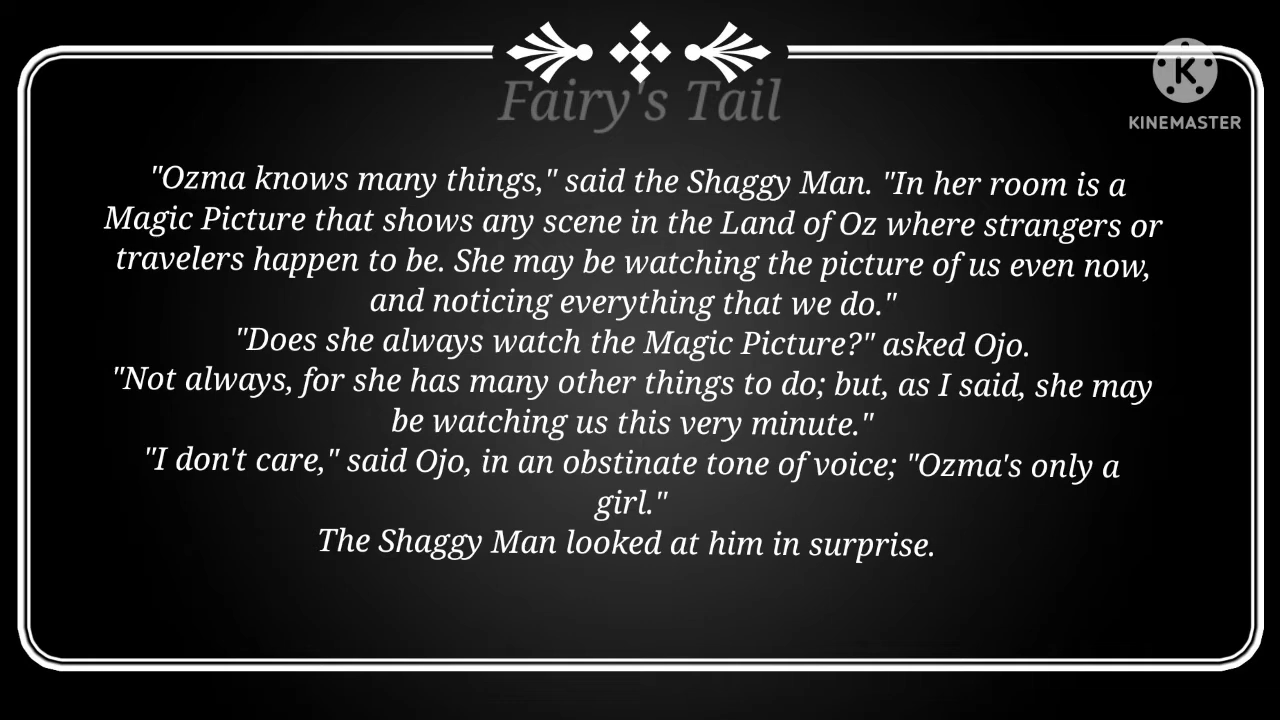 Fairy's Tail
KINEMASTER
"Ozma knows many things," said the Shaggy Man. "In her room is a
Magic Picture that shows any scene in the Land of Oz where strangers or
travelers happen to be. She may be watching the picture of us even now,
and noticing everything that we do."
"Does she always watch the Magic Picture?" asked Ojo.
"Not always, for she has many other things to do; but, as I said, she may
be watching us this very minute."
"I don't care," said Ojo, in an obstinate tone of voice; "Ozma's only a
girl."
The Shaggy Man looked at him in surprise.